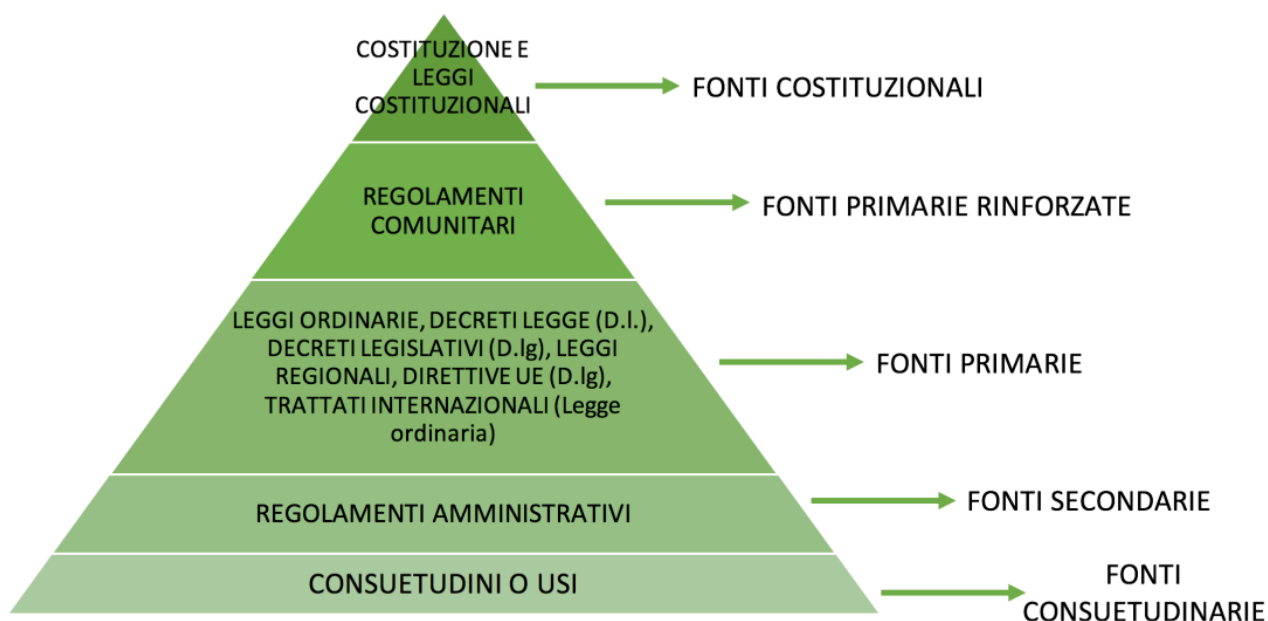 COSTITUZIONE E
LEGGI
COSTITUZIONALI
FONTI COSTITUZIONALI
REGOLAMENTI
COMUNITARI
FONTI PRIMARIE RINFORZATE
LEGGI ORDINARIE, DECRETI LEGGE (D.l.),
DECRETI LEGISLATIVI (D.lg), LEGGI
REGIONALI, DIRETTIVE UE (D.lg),
TRATTATI INTERNAZIONALI (Legge
ordinaria)
FONTI PRIMARIE
REGOLAMENTI AMMINISTRATIVI
FONTI SECONDARIE
CONSUETUDINI O USI
FONTI
CONSUETUDINARIE